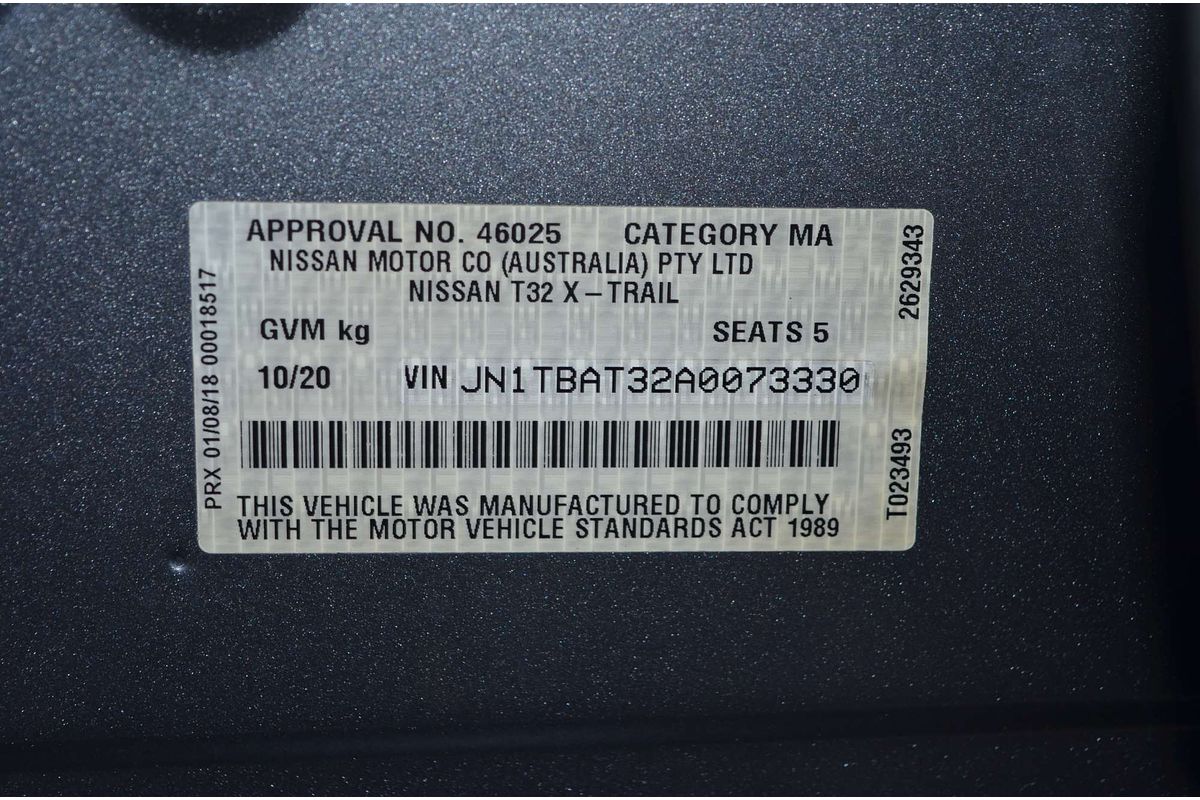 APPROVAL NO. 46025 CATEGORY MA
NISSAN MOTOR CO (AUSTRALIA) PTY LTD
NISSAN T32 X-TRAIL
GVM kg SEATS 5
10/20 VIN JN1TBAT32A0073330
THIS VEHICLE WAS MANUFACTURED TO COMPLY
WITH THE MOTOR VEHICLE STANDARDS ACT 1989
PRX 01/08/18 00018517
2629343
T023493